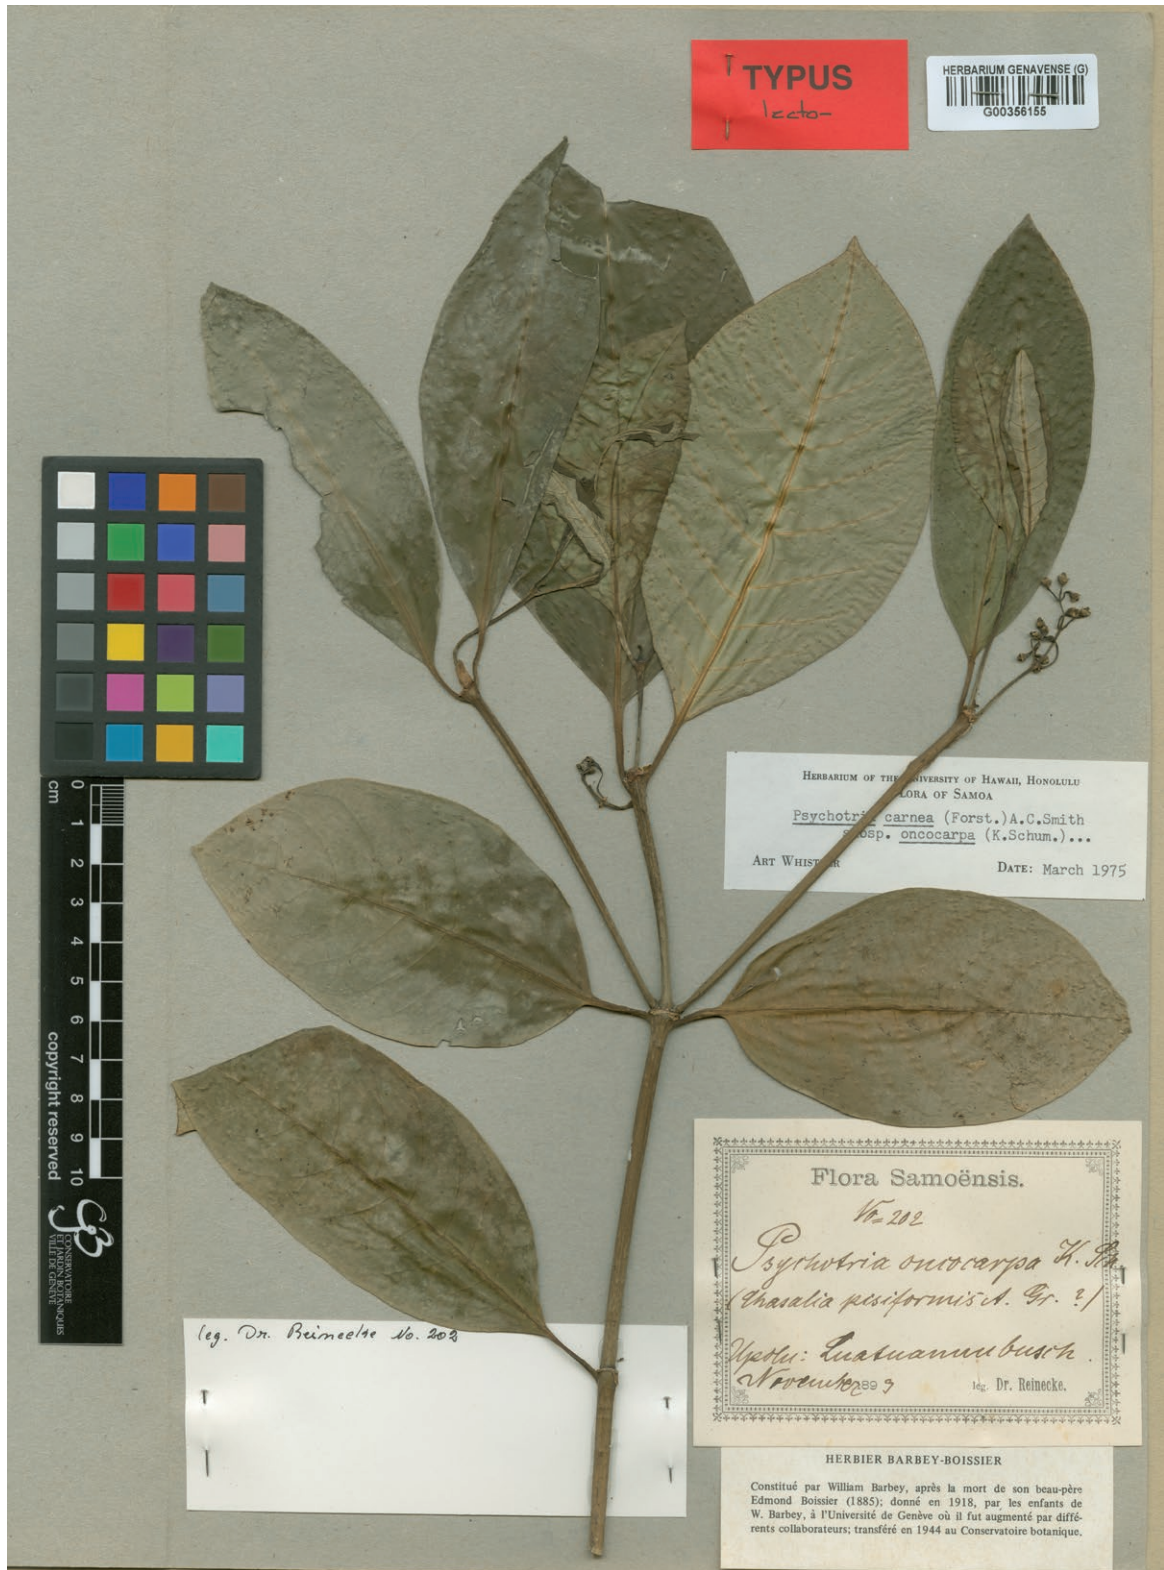 TYPUS
lecto-
HERBARIUM GENAVENSE (G)
G00356155
HERBARIUM OF THE UNIVERSITY OF HAWAII, HONOLULU
FLORA OF SAMOA
Psychotria carnea (Forst.) A.C.Smith
subsp. oncocarpa (K.Schum.)...
ART WHISTLER DATE: March 1975
0
cm
1
2
3
4
5
6
7
8
9
10
copyright reserved
CONSERVATOIRE
ET JARDIN BOTANIQUES
VILLE DE GENÈVE
Flora Samoënsis.
No = 202
Psychotria oncocarpa K. Sch.
(Chasalia pisiformis A. Gr. ?)
Upolu:
November 1893 leg. Dr. Reinecke.
leg. Dr. Reinecke No. 202
HERBIER BARBEY-BOISSIER
Constitué par William Barbey, après la mort de son beau-père
Edmond Boissier (1885); donné en 1918, par les enfants de
W. Barbey, à l'Université de Genève où il fut augmenté par diffé-
rents collaborateurs; transféré en 1944 au Conservatoire botanique.